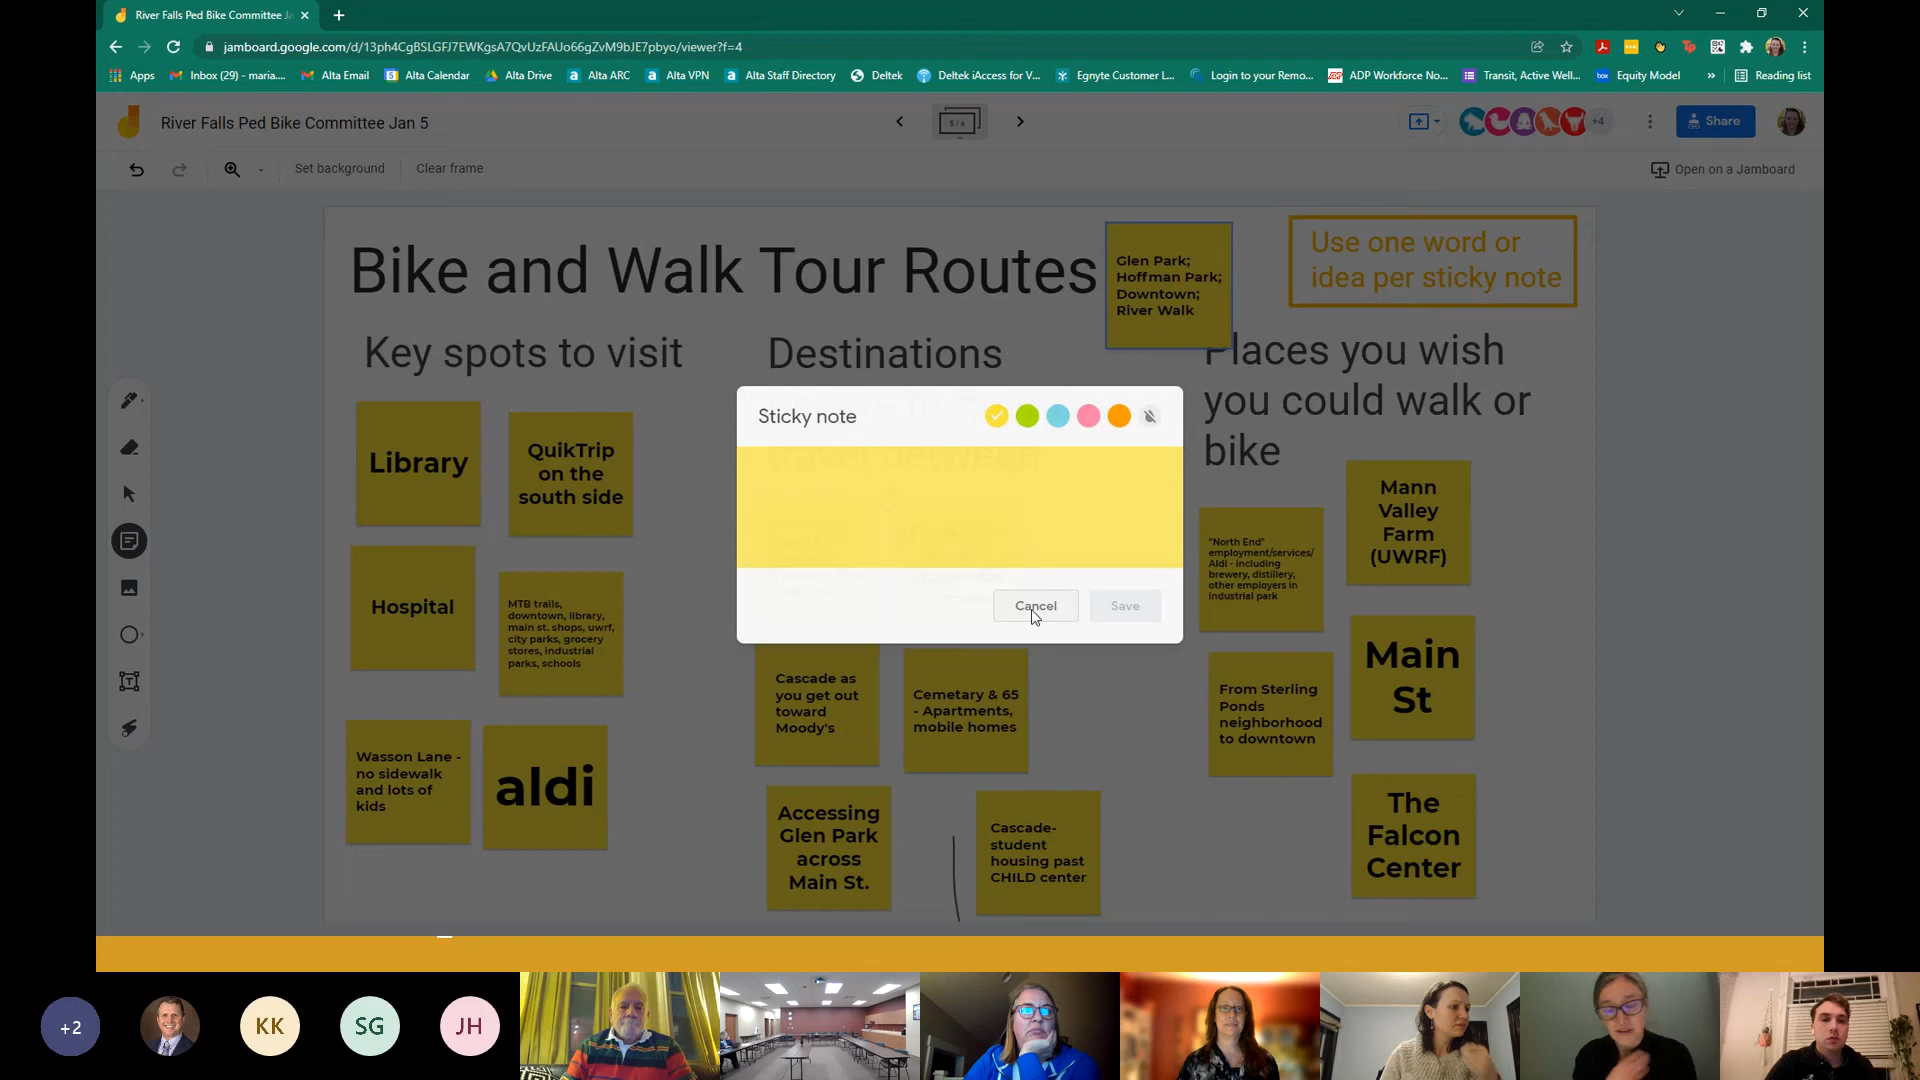 River Falls Ped Bike Committee Ja
jamboard.google.com/d/13ph4CgBSLGFJ7EWKgsA7QvUzFAUo66gZvM9bJE7pbyo/viewer?f=4
Apps
Inbox (29) - maria....
Alta Email
Alta Calendar
Alta Drive
Alta ARC
Alta VPN
Alta Staff Directory
Deltek
Deltek iAccess for V...
Egnyte Customer L...
Login to your Remo...
ADP Workforce No...
Transit, Active Well...
Equity Model
»
Reading list
River Falls Ped Bike Committee Jan 5
5 / 6
+4
Share
Set background
Clear frame
Open on a Jamboard
Bike and Walk Tour Routes
Glen Park;
Hoffman Park;
Downtown;
River Walk
Use one word or
idea per sticky note
Key spots to visit
Library
QuikTrip
on the
south side
Hospital
MTB trails,
downtown, library,
main st. shops, uwrf,
city parks, grocery
stores, industrial
parks, schools
Wasson Lane -
no sidewalk
and lots of
kids
aldi
Destinations
travel between
Sticky note
Cancel
Save
Cascade as
you get out
toward
Moody's
Cemetary & 65
- Apartments,
mobile homes
Accessing
Glen Park
across
Main St.
Cascade-
student
housing past
CHILD center
Places you wish
you could walk or
bike
"North End"
employment/services/
Aldi - including
brewery, distillery,
other employers in
industrial park
Mann
Valley
Farm
(UWRF)
From Sterling
Ponds
neighborhood
to downtown
Main
St
The
Falcon
Center
+2
KK
SG
JH